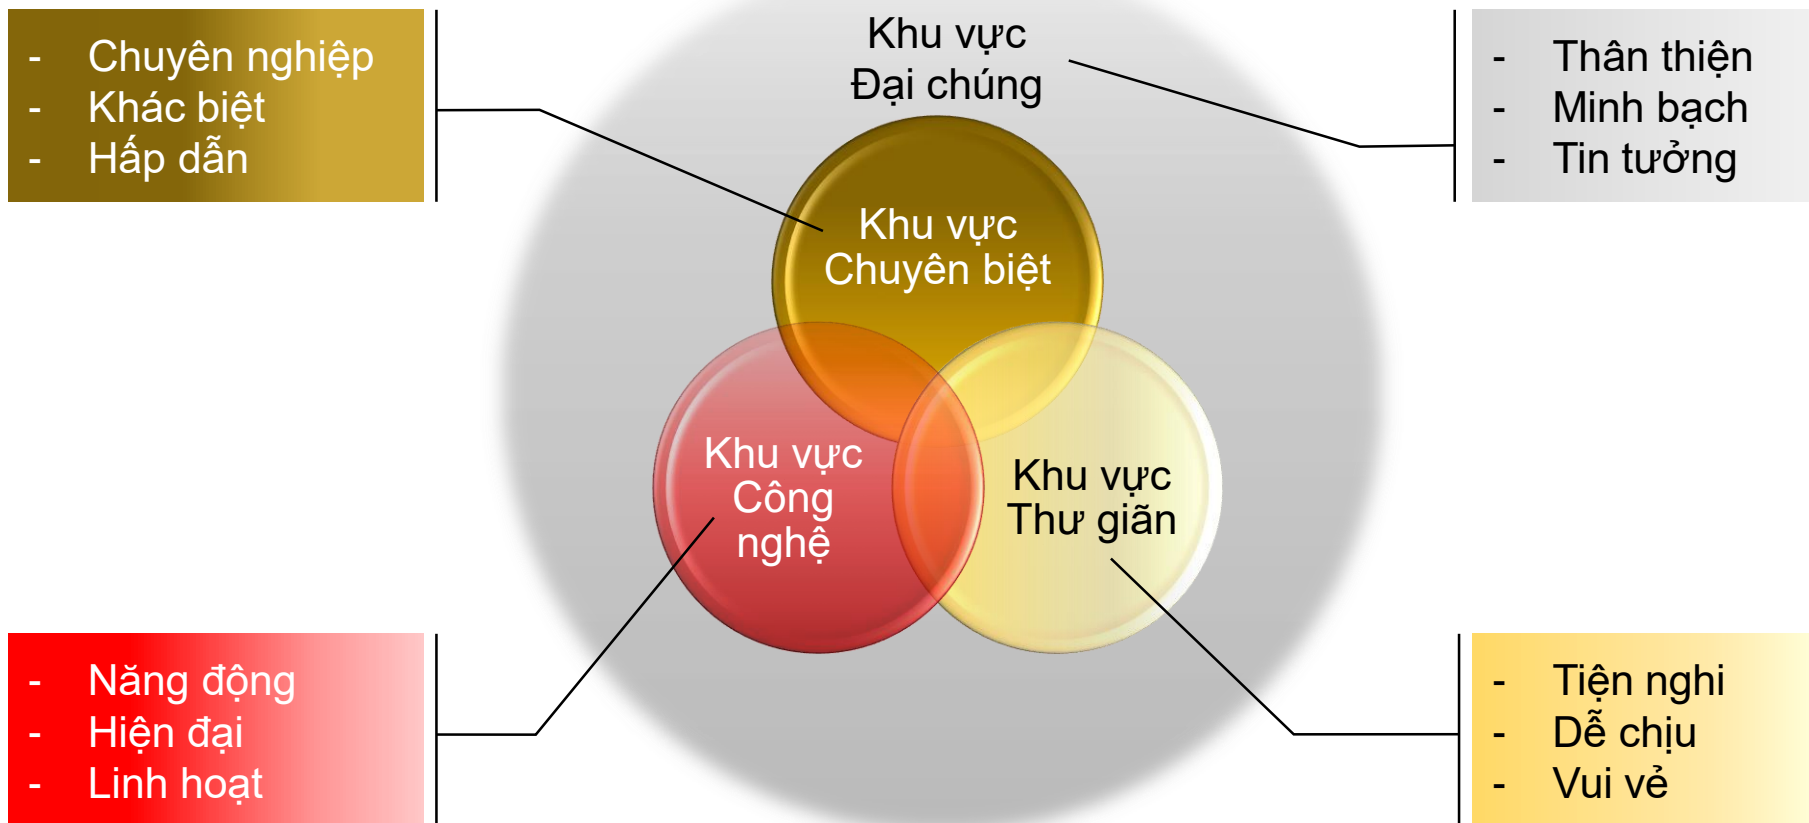 - Chuyên nghiệp
- Khác biệt
- Hấp dẫn
Khu vực
Đại chúng
- Thân thiện
- Minh bạch
- Tin tưởng
Khu vực
Chuyên biệt
Khu vực
Công
nghệ
Khu vực
Thư giãn
- Năng động
- Hiện đại
- Linh hoạt
- Tiện nghi
- Dễ chịu
- Vui vẻ